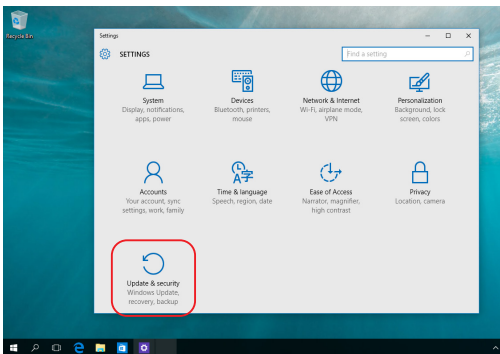 Recycle Bin
Settings
SETTINGS
Find a setting
System
Display, notifications,
apps, power
Devices
Bluetooth, printers,
mouse
Network & Internet
Wi-Fi, airplane mode,
VPN
Personalization
Background, lock
screen, colors
Accounts
Your account, sync
settings, work, family
Time & language
Speech, region, date
Ease of Access
Narrator, magnifier,
high contrast
Privacy
Location, camera
Update & security
Windows Update,
recovery, backup